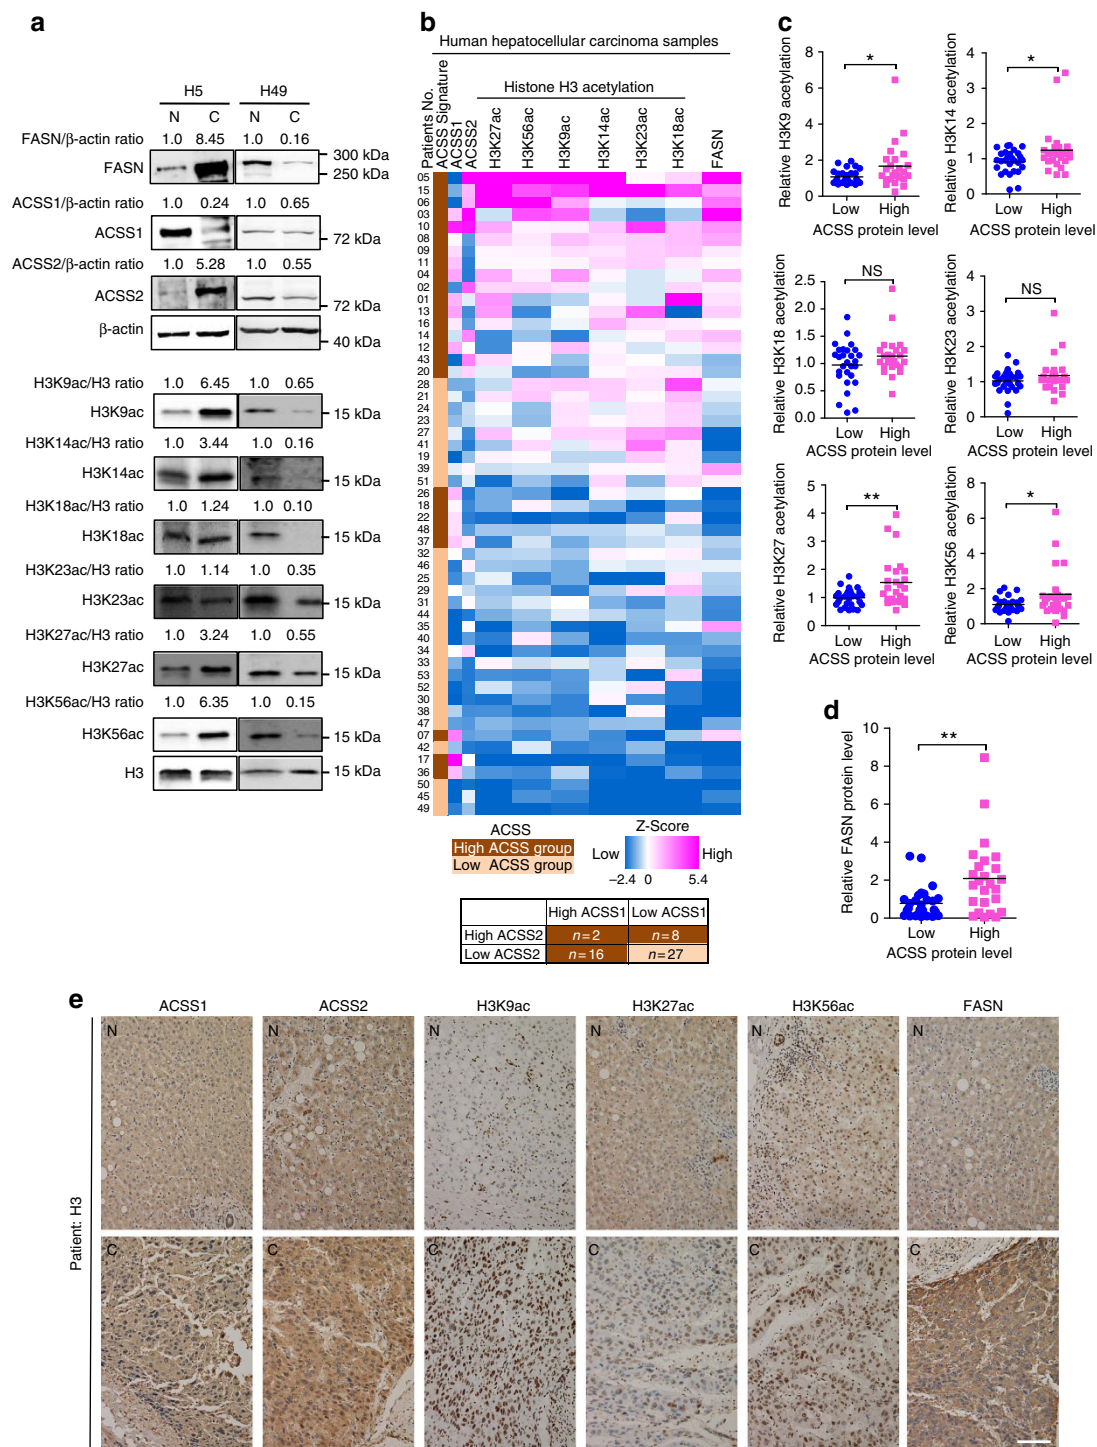 a
H5
H49
N
C
N
C
FASN/β-actin ratio 1.0 8.45 1.0 0.16
FASN
300 kDa
250 kDa
ACSS1/β-actin ratio 1.0 0.24 1.0 0.65
ACSS1
72 kDa
ACSS2/β-actin ratio 1.0 5.28 1.0 0.55
ACSS2
72 kDa
β-actin
40 kDa
H3K9ac/H3 ratio 1.0 6.45 1.0 0.65
H3K9ac
15 kDa
H3K14ac/H3 ratio 1.0 3.44 1.0 0.16
H3K14ac
15 kDa
H3K18ac/H3 ratio 1.0 1.24 1.0 0.10
H3K18ac
15 kDa
H3K23ac/H3 ratio 1.0 1.14 1.0 0.35
H3K23ac
15 kDa
H3K27ac/H3 ratio 1.0 3.24 1.0 0.55
H3K27ac
15 kDa
H3K56ac/H3 ratio 1.0 6.35 1.0 0.15
H3K56ac
15 kDa
H3
15 kDa
b
Human hepatocellular carcinoma samples
Histone H3 acetylation
Patients No.
ACSS Signature
ACSS1
ACSS2
H3K27ac
H3K56ac
H3K9ac
H3K14ac
H3K23ac
H3K18ac
FASN
05
15
06
03
10
08
09
11
04
02
01
13
16
14
12
43
20
28
21
24
23
27
41
19
39
51
26
18
22
48
37
32
46
25
29
31
44
35
40
34
33
53
52
30
38
47
07
42
17
36
50
45
49
ACSS
High ACSS group
Low ACSS group
Z-Score
Low
High
−2.4 0 5.4
High ACSS1 Low ACSS1
High ACSS2 n=2 n=8
Low ACSS2 n=16 n=27
c
Relative H3K9 acetylation
8
6
4
2
0
*
Low High
ACSS protein level
Relative H3K14 acetylation
4
3
2
1
0
*
Low High
ACSS protein level
Relative H3K18 acetylation
2.5
2.0
1.5
1.0
0.5
0.0
NS
Low High
ACSS protein level
Relative H3K23 acetylation
4
3
2
1
0
NS
Low High
ACSS protein level
Relative H3K27 acetylation
5
4
3
2
1
0
**
Low High
ACSS protein level
Relative H3K56 acetylation
8
6
4
2
0
*
Low High
ACSS protein level
d
Relative FASN protein level
10
8
6
4
2
0
**
Low High
ACSS protein level
e
ACSS1 ACSS2 H3K9ac H3K27ac H3K56ac FASN
Patient: H3
N N N N N N
C C C C C C